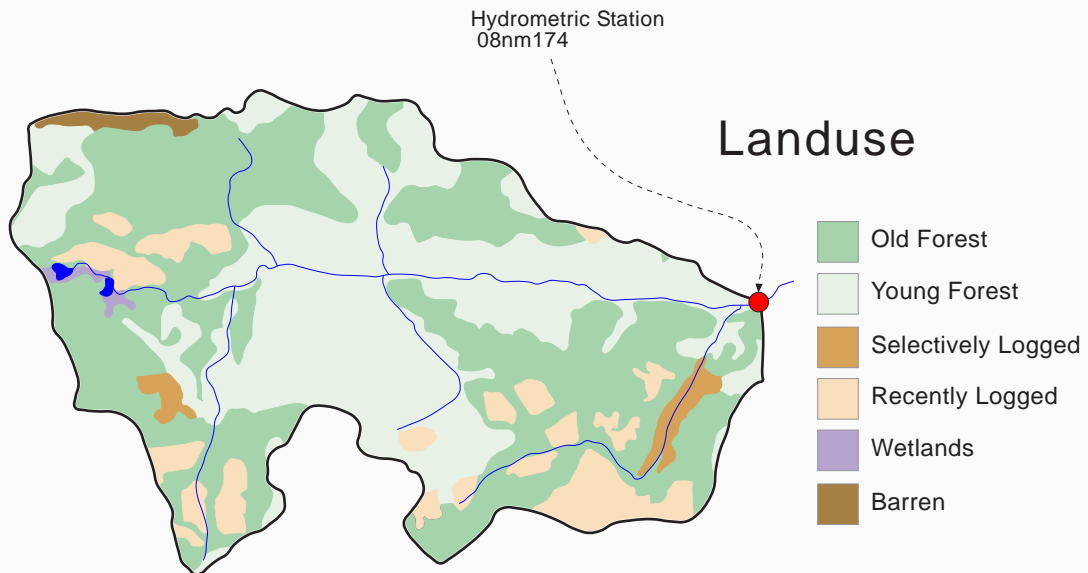 Hydrometric Station
08nm174
Landuse
Old Forest
Young Forest
Selectively Logged
Recently Logged
Wetlands
Barren